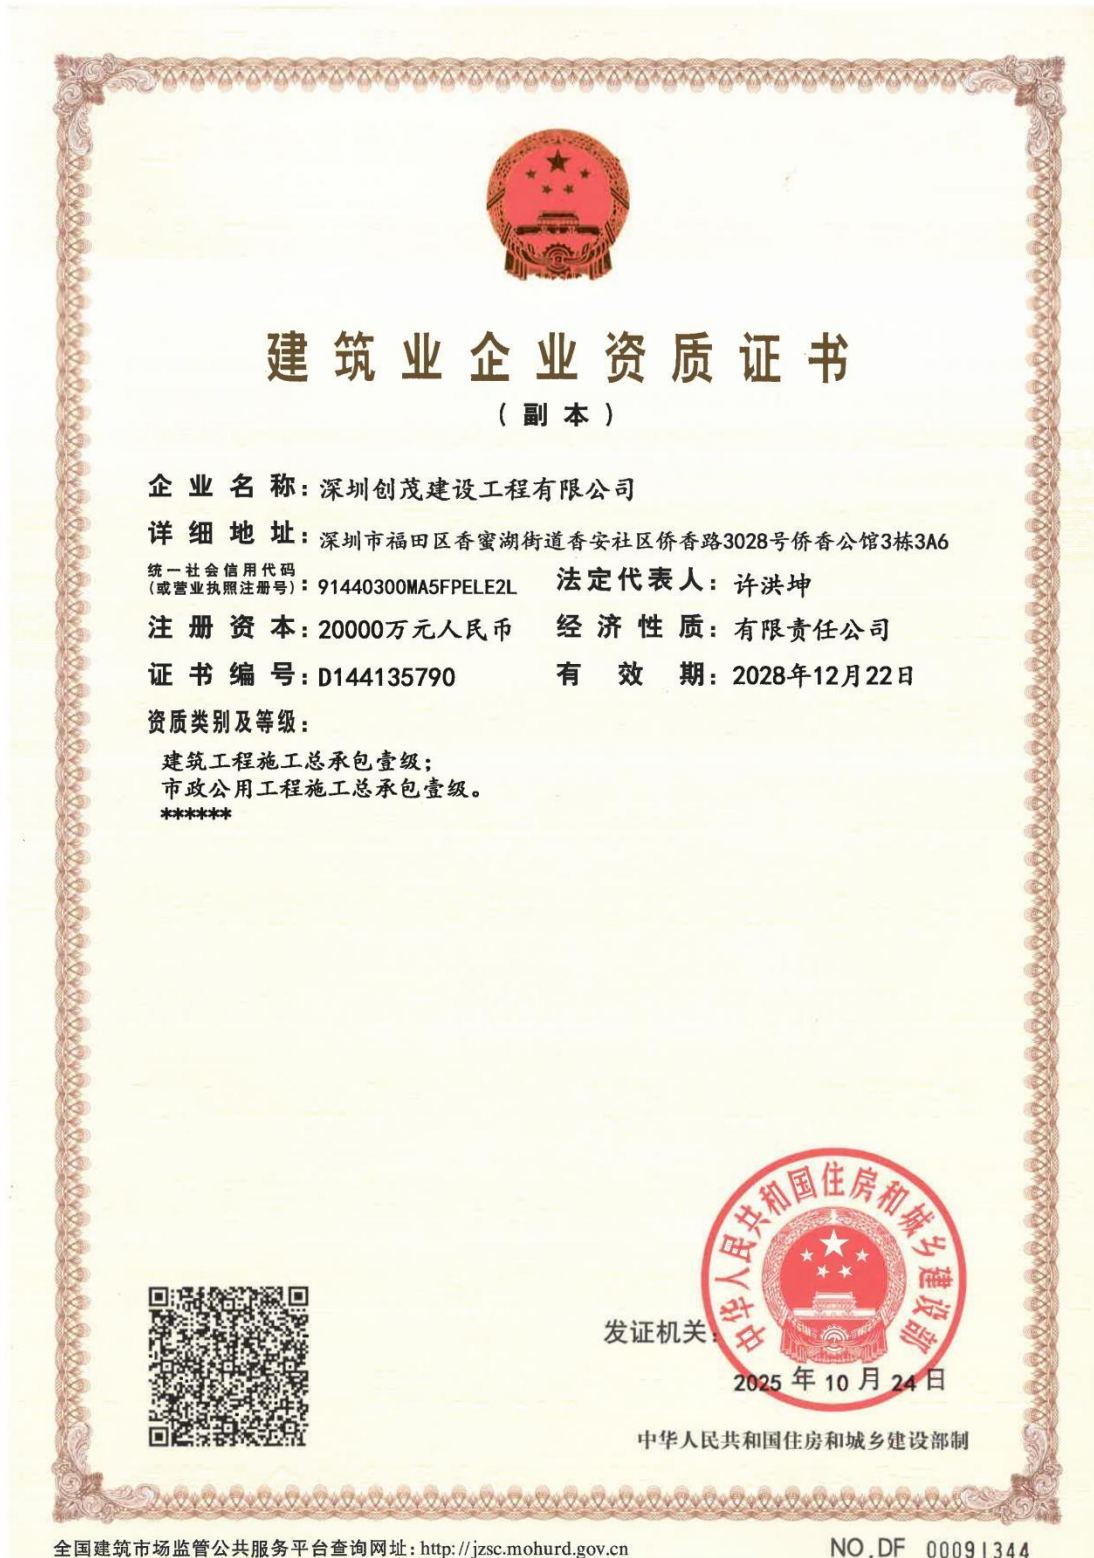 建筑业企业资质证书
(副本)
企业名称:深圳创茂建设工程有限公司
详细地址:深圳市福田区香蜜湖街道香安社区侨香路3028号侨香公馆3栋3A6
统一社会信用代码
(或营业执照注册号):91440300MA5FPELE2L 法定代表人:许洪坤
注册资本:20000万元人民币 经济性质:有限责任公司
证书编号:D144135790 有效期:2028年12月22日
资质类别及等级:
建筑工程施工总承包壹级;
市政公用工程施工总承包壹级。
******
中华人民共和国住房和城乡建设部
发证机关:
2025年10月24日
中华人民共和国住房和城乡建设部制
全国建筑市场监管公共服务平台查询网址:http://jzsc.mohurd.gov.cn NO.DF 00091344